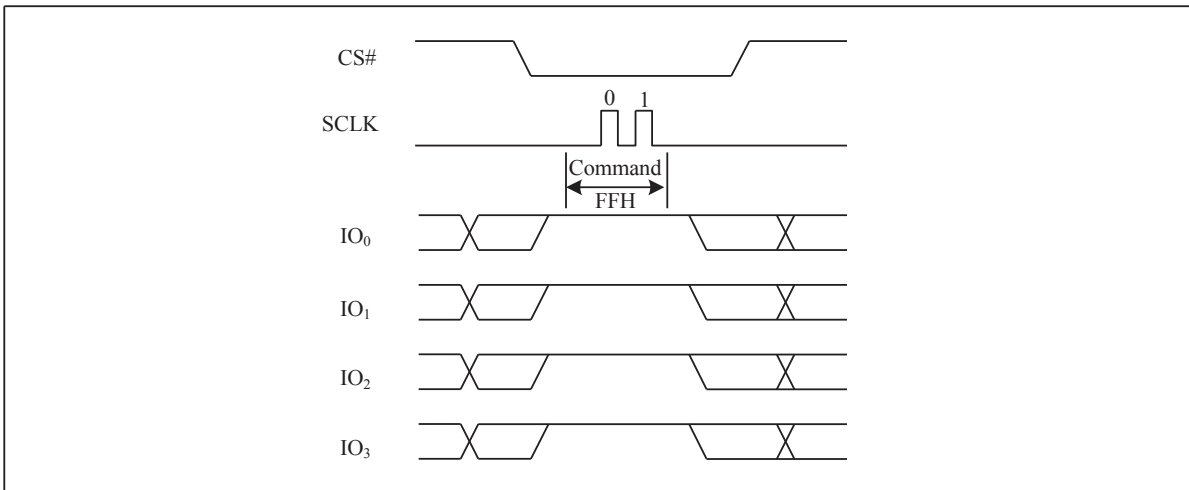 CS#
0 1
SCLK
Command
FFH
IO₀
IO₁
IO₂
IO₃